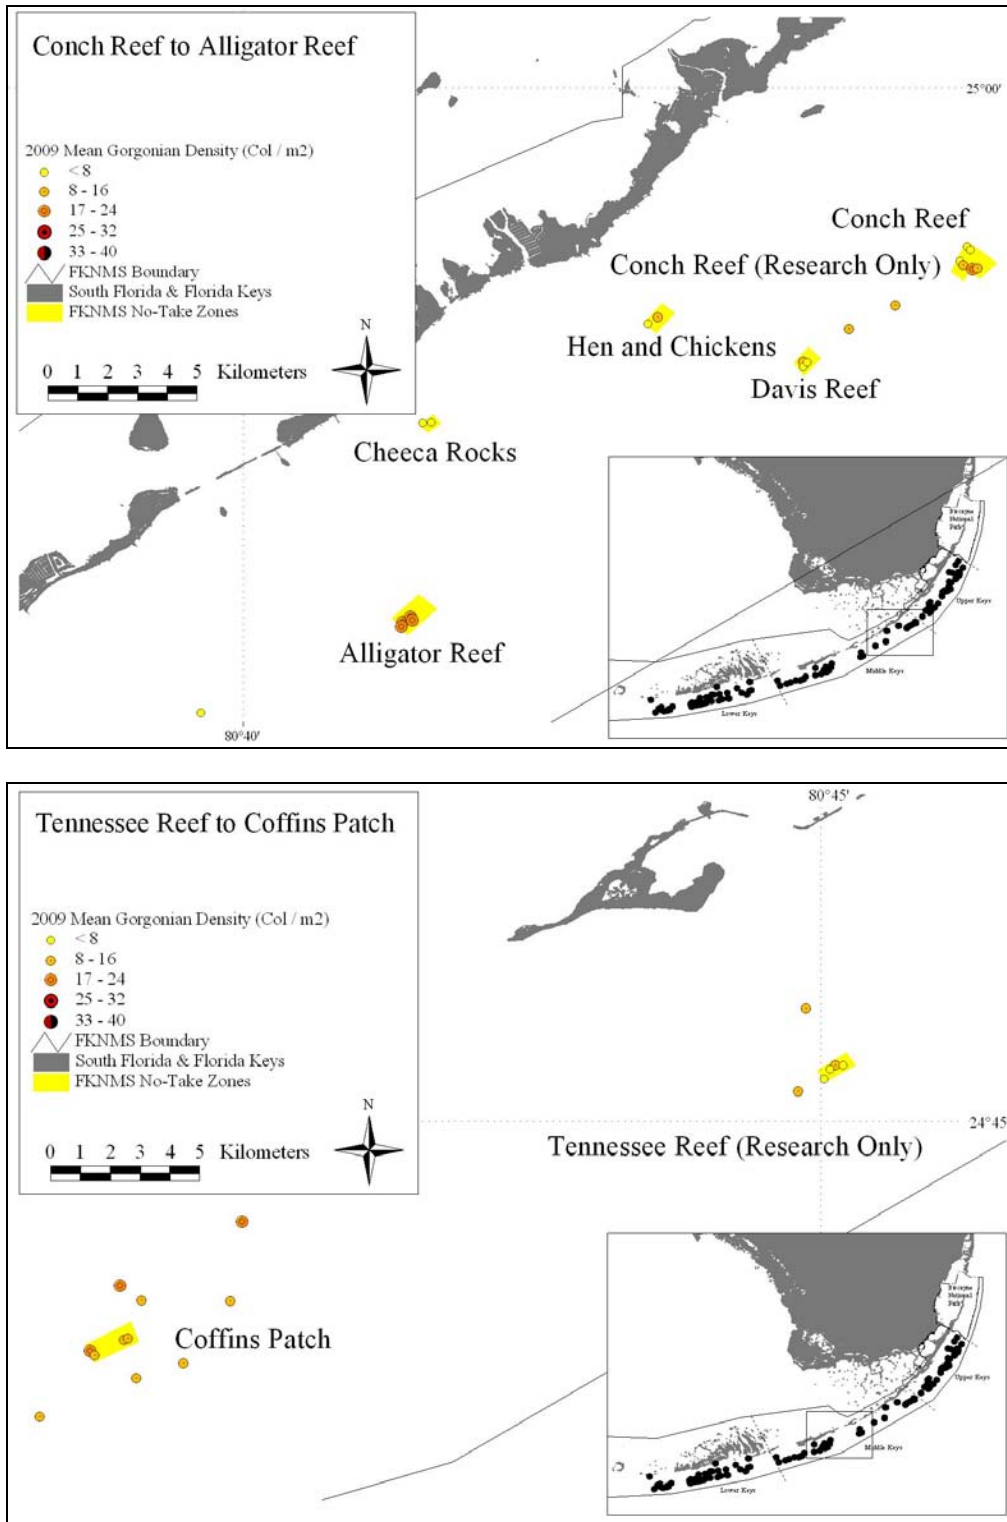 Conch Reef to Alligator Reef
2009 Mean Gorgonian Density (Col / m2)
< 8
8 - 16
17 - 24
25 - 32
33 - 40
FKNMS Boundary
South Florida & Florida Keys
FKNMS No-Take Zones
N
0 1 2 3 4 5 Kilometers
25°00'
Conch Reef
Conch Reef (Research Only)
Hen and Chickens
Davis Reef
Cheeca Rocks
Alligator Reef
80°40'
Biscayne
National
Park
Upper Keys
Middle Keys
Lower Keys
Tennessee Reef to Coffins Patch
2009 Mean Gorgonian Density (Col / m2)
< 8
8 - 16
17 - 24
25 - 32
33 - 40
FKNMS Boundary
South Florida & Florida Keys
FKNMS No-Take Zones
N
0 1 2 3 4 5 Kilometers
80°45'
24°45'
Tennessee Reef (Research Only)
Coffins Patch
Biscayne
National
Park
Upper Keys
Middle Keys
Lower Keys